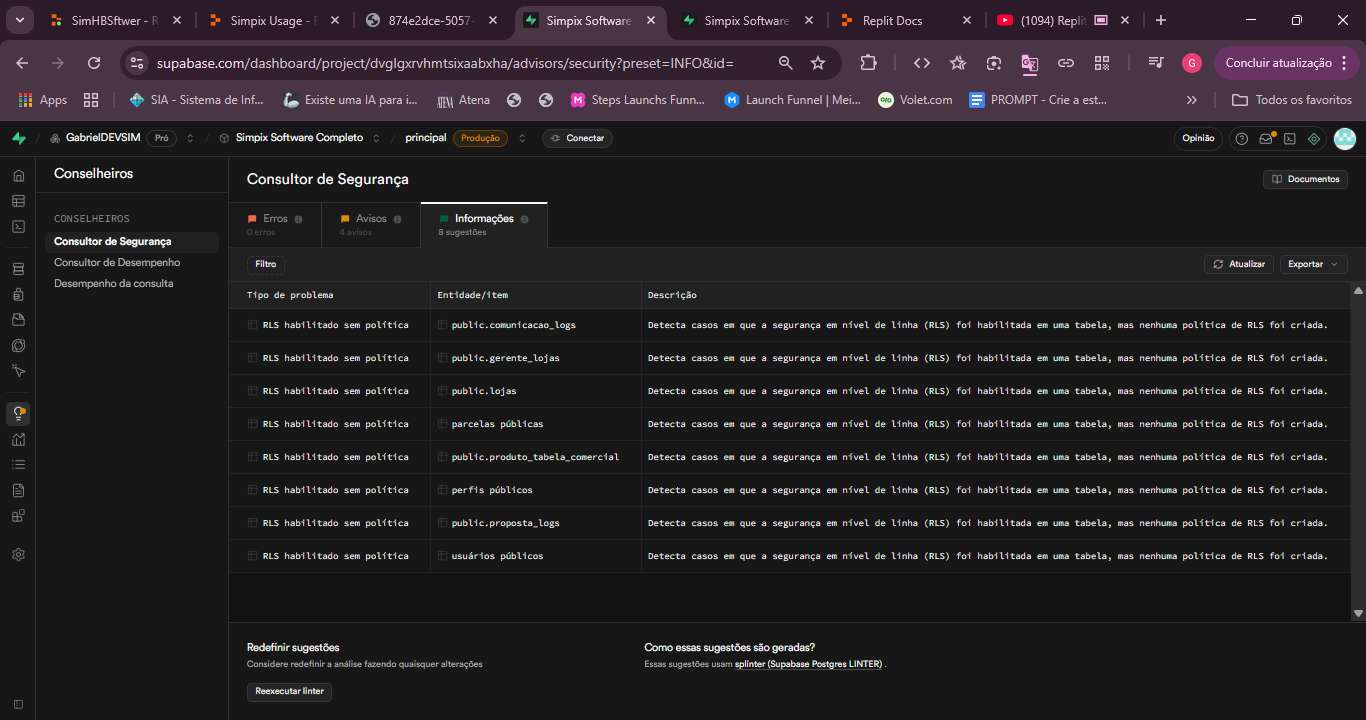 SimHBSftwer - R
Simpix Usage - R
874e2dce-5057-
Simpix Software
Simpix Software
Replit Docs
(1094) Replit
supabase.com/dashboard/project/dvglgxrvhmtsixaabxha/advisors/security?preset=INFO&id=
G
Concluir atualização
Apps
SIA - Sistema de Inf...
Existe uma IA para i...
Atena
Steps Launchs Funn...
Launch Funnel | Mei...
Volet.com
PROMPT - Crie a est...
Todos os favoritos
GabrielDEVSIM
Pró
Simpix Software Completo
principal
Produção
Conectar
Opinião
Conselheiros
CONSELHEIROS
Consultor de Segurança
Consultor de Desempenho
Desempenho da consulta
Consultor de Segurança
Documentos
Erros
0 erros
Avisos
4 avisos
Informações
8 sugestões
Filtro
Atualizar
Exportar
Tipo de problema Entidade/item Descrição
RLS habilitado sem política public.comunicacao_logs Detecta casos em que a segurança em nível de linha (RLS) foi habilitada em uma tabela, mas nenhuma política de RLS foi criada.
RLS habilitado sem política public.gerente_lojas Detecta casos em que a segurança em nível de linha (RLS) foi habilitada em uma tabela, mas nenhuma política de RLS foi criada.
RLS habilitado sem política public.lojas Detecta casos em que a segurança em nível de linha (RLS) foi habilitada em uma tabela, mas nenhuma política de RLS foi criada.
RLS habilitado sem política parcelas públicas Detecta casos em que a segurança em nível de linha (RLS) foi habilitada em uma tabela, mas nenhuma política de RLS foi criada.
RLS habilitado sem política public.produto_tabela_comercial Detecta casos em que a segurança em nível de linha (RLS) foi habilitada em uma tabela, mas nenhuma política de RLS foi criada.
RLS habilitado sem política perfis públicos Detecta casos em que a segurança em nível de linha (RLS) foi habilitada em uma tabela, mas nenhuma política de RLS foi criada.
RLS habilitado sem política public.proposta_logs Detecta casos em que a segurança em nível de linha (RLS) foi habilitada em uma tabela, mas nenhuma política de RLS foi criada.
RLS habilitado sem política usuários públicos Detecta casos em que a segurança em nível de linha (RLS) foi habilitada em uma tabela, mas nenhuma política de RLS foi criada.
Redefinir sugestões
Considere redefinir a análise fazendo quaisquer alterações
Reexecutar linter
Como essas sugestões são geradas?
Essas sugestões usam splinter (Supabase Postgres LINTER) .